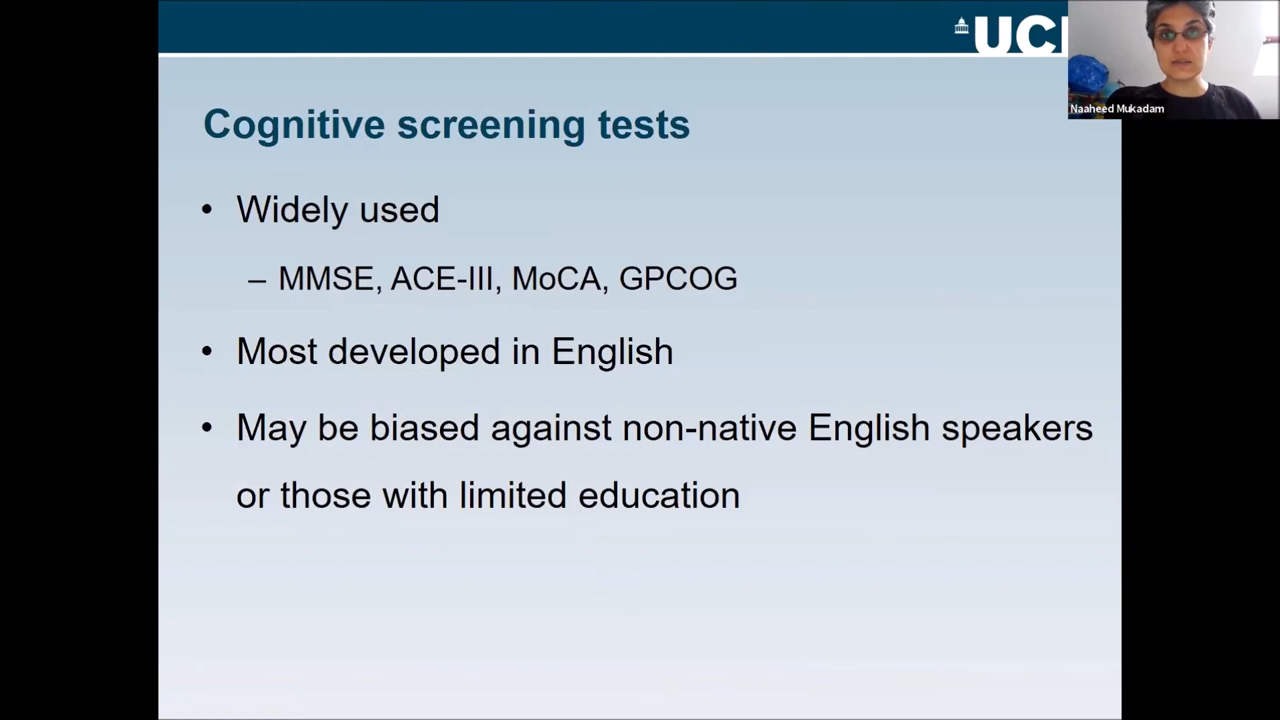 UCL
Naaheed Mukadam
Cognitive screening tests
• Widely used
– MMSE, ACE-III, MoCA, GPCOG
• Most developed in English
• May be biased against non-native English speakers
or those with limited education